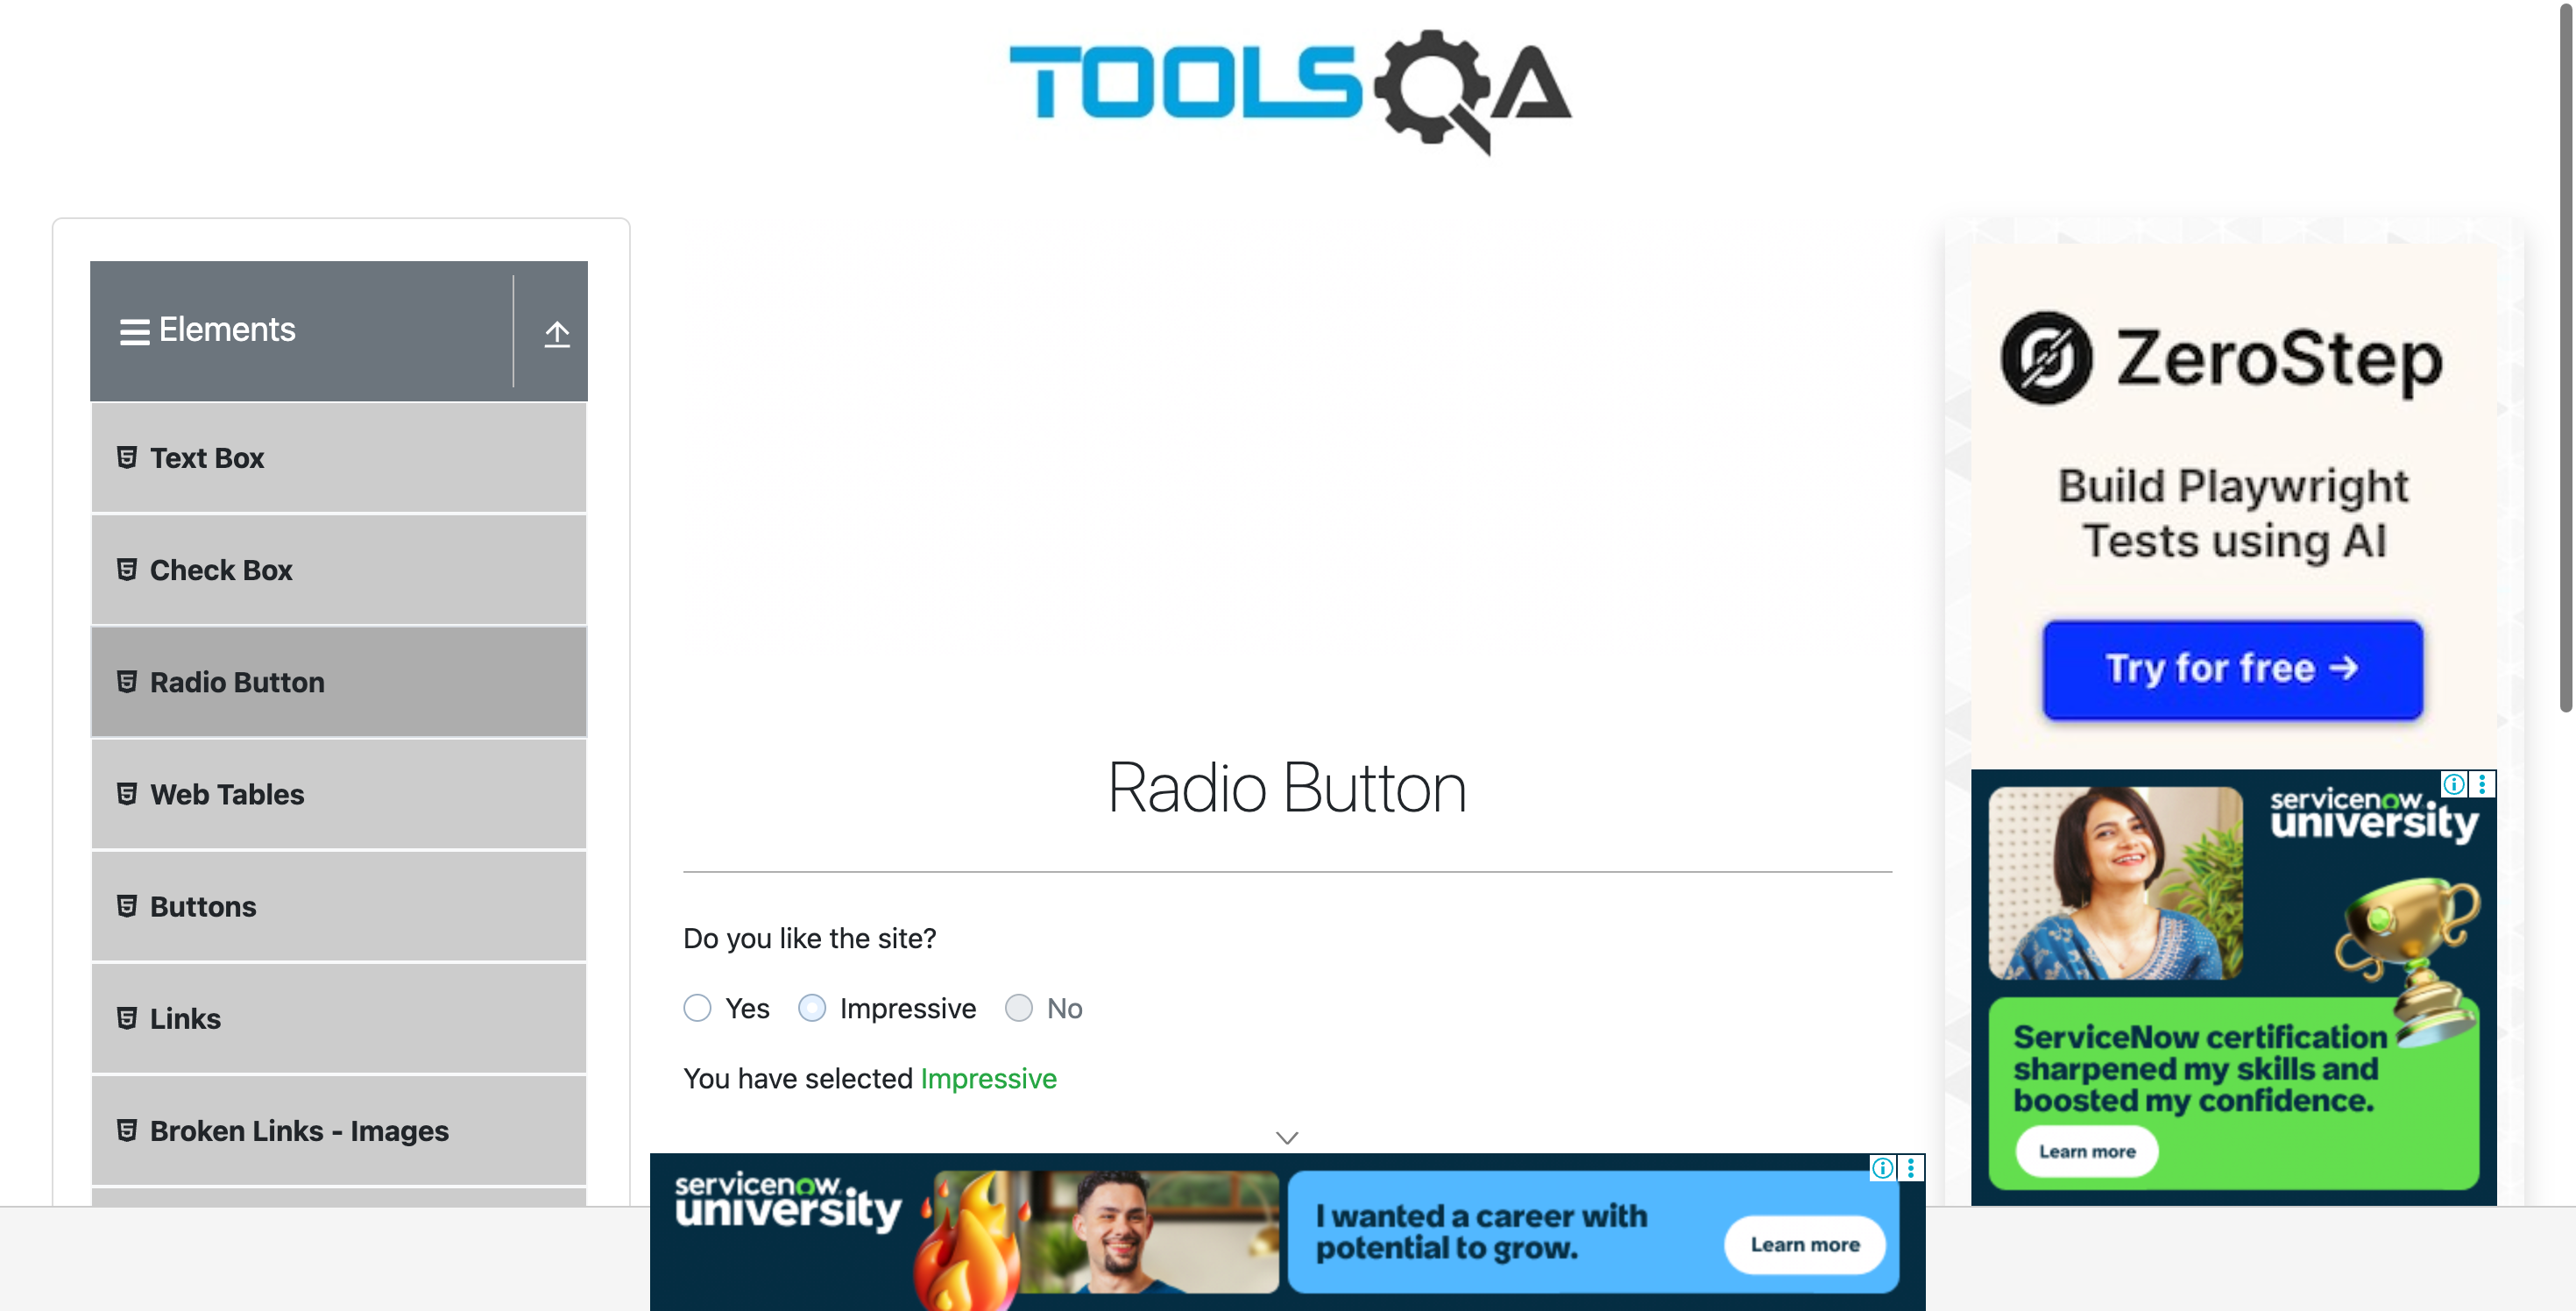 TOOLSQA
Elements
Text Box
Check Box
Radio Button
Web Tables
Buttons
Links
Broken Links - Images
Radio Button
Do you like the site?
Yes
Impressive
No
You have selected Impressive
servicenow
university
I wanted a career with
potential to grow.
Learn more
ZeroStep
Build Playwright
Tests using AI
Try for free →
servicenow
university
ServiceNow certification
sharpened my skills and
boosted my confidence.
Learn more